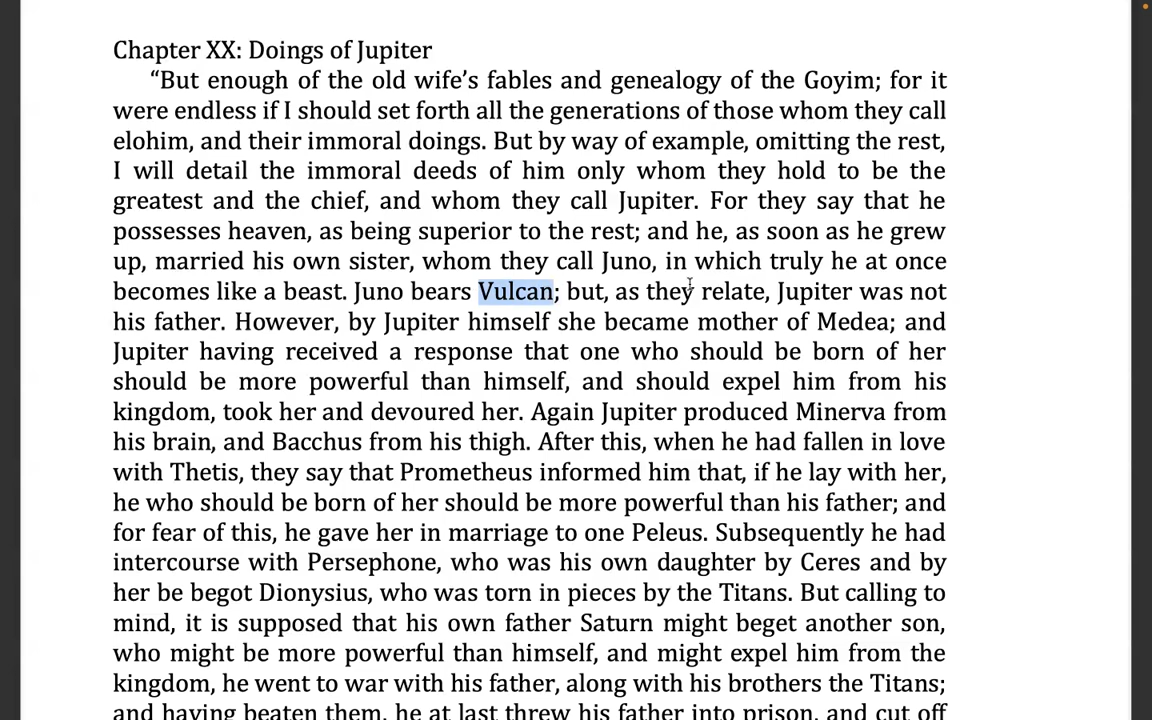 Chapter XX: Doings of Jupiter
“But enough of the old wife’s fables and genealogy of the Goyim; for it
were endless if I should set forth all the generations of those whom they call
elohim, and their immoral doings. But by way of example, omitting the rest,
I will detail the immoral deeds of him only whom they hold to be the
greatest and the chief, and whom they call Jupiter. For they say that he
possesses heaven, as being superior to the rest; and he, as soon as he grew
up, married his own sister, whom they call Juno, in which truly he at once
becomes like a beast. Juno bears Vulcan; but, as they relate, Jupiter was not
his father. However, by Jupiter himself she became mother of Medea; and
Jupiter having received a response that one who should be born of her
should be more powerful than himself, and should expel him from his
kingdom, took her and devoured her. Again Jupiter produced Minerva from
his brain, and Bacchus from his thigh. After this, when he had fallen in love
with Thetis, they say that Prometheus informed him that, if he lay with her,
he who should be born of her should be more powerful than his father; and
for fear of this, he gave her in marriage to one Peleus. Subsequently he had
intercourse with Persephone, who was his own daughter by Ceres and by
her be begot Dionysius, who was torn in pieces by the Titans. But calling to
mind, it is supposed that his own father Saturn might beget another son,
who might be more powerful than himself, and might expel him from the
kingdom, he went to war with his father, along with his brothers the Titans;
and having beaten them, he at last threw his father into prison, and cut off